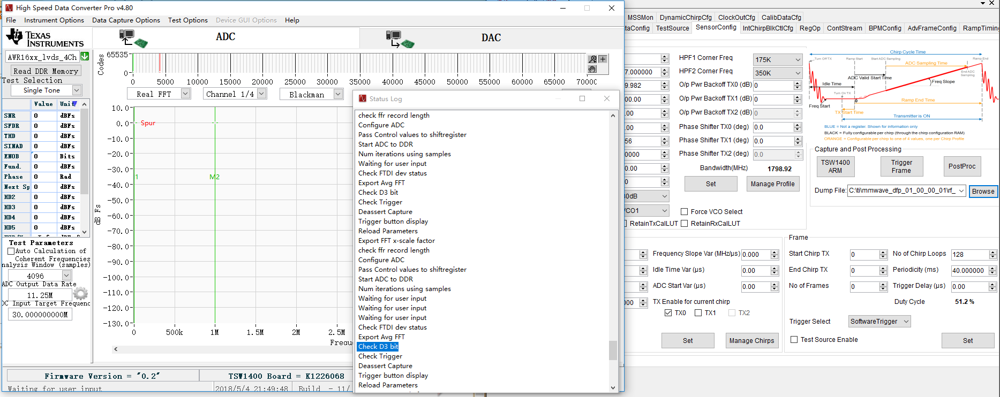 High Speed Data Converter Pro v4.80
File Instrument Options Data Capture Options Test Options Device GUI Options Help
TEXAS INSTRUMENTS
ADC
DAC
AWR16xx_lvds_4Ch
Read DDR Memory
Test Selection
Single Tone
Value Uni
SNR 0 dBFs
SFDR 0 dBFs
THD 0 dBFs
SINAD 0 dBFs
ENOB 0 Bits
Fund. 0 dBFs
Phase 0 Rad
Next Sp 0 dBFs
HD2 0 dBFs
HD3 0 dBFs
HD4 0 dBFs
HD5 0 dBFs
Test Parameters
Auto Calculation of
Coherent Frequencies
nalysis Window (samples)
4096
ADC Output Data Rate
11.25M
DC Input Target Frequenc
30.000000000M
Codes
65535
0
0 5000 10000 15000 20000 25000 30000 35000 40000 45000 50000 55000 60000 65000 70000
Real FFT Channel 1/4 Blackman
dB Fs
10.0
0.0
-10.0
-20.0
-30.0
-40.0
-50.0
-60.0
-70.0
-80.0
-90.0
-100.0
-110.0
-120.0
-130.0
Spur
1
M2
0 500k 1M 1.5M 2M 2.5M
Freque
Firmware Version = "0.2" TSW1400 Board = K1226068
Waiting for user input 2018/5/4 21:49:48 Build - 11/
Status Log
check ffr record length
Configure ADC
Pass Control values to shiftregister
Start ADC to DDR
Num iterations using samples
Waiting for user input
Check FTDI dev status
Export Avg FFT
Check D3 bit
Check Trigger
Deassert Capture
Trigger button display
Reload Parameters
Export FFT x-scale factor
check ffr record length
Configure ADC
Pass Control values to shiftregister
Start ADC to DDR
Num iterations using samples
Waiting for user input
Waiting for user input
Waiting for user input
Check FTDI dev status
Export Avg FFT
Check D3 bit
Check Trigger
Deassert Capture
Trigger button display
Reload Parameters
MSSMon DynamicChirpCfg ClockOutCfg CalibDataCfg
taConfig TestSource SensorConfig IntChirpBlkCtlCfg RegOp ContStream BPMConfig AdvFrameConfig RampTiming
HPF1 Corner Freq 175K
7.000000 HPF2 Corner Freq 350K
9.982 O/p Pwr Backoff TX0 (dB) 0
00.00 O/p Pwr Backoff TX1 (dB) 0
.00 O/p Pwr Backoff TX2 (dB) 0
.00 Phase Shifter TX0 (deg) 0.0
56 Phase Shifter TX1 (deg) 0.0
0000 Phase Shifter TX2 (deg) 0.0
0.00 Bandwidth(MHz) 1798.92
0 Set Manage Profile
0dB
/CO1 Force VCO Select
RetainTxCalLUT RetainRxCalLUT
Chirp Cycle Time
Turn Off TX Ramp Start Start ADC Sampling Ramp End
ADC Sampling Time
End ADC Sampling
ADC Valid Start Time
Idle Time
Freq Slope
Turn On TX
0
Ramp End Time
Freq Start
TX Start Time
Transmitter is ON
BLUE = Not a register. Shown for information only
BLACK = Fully configurable per chirp (through the chirp configuration RAM)
ORANGE = Configurable per chirp to one of 4 values, one per Chirp Profile
Capture and Post Processing
TSW1400 ARM
Trigger Frame
PostProc
Dump File: C:\ti\mmwave_dfp_01_00_00_01\rf_ Browse
Frequency Slope Var (MHz/µs) 0.000
Idle Time Var (µs) 0.00
ADC Start Var (µs) 0.00
000 TX Enable for current chirp
TX0 TX1 TX2
Set Manage Chirps
Frame
Start Chirp TX 0 No of Chirp Loops 128
End Chirp TX 0 Periodicity (ms) 40.000000
No of Frames 0 Trigger Delay (µs) 0.00
Duty Cycle 51.2 %
Trigger Select SoftwareTrigger
Test Source Enable Set